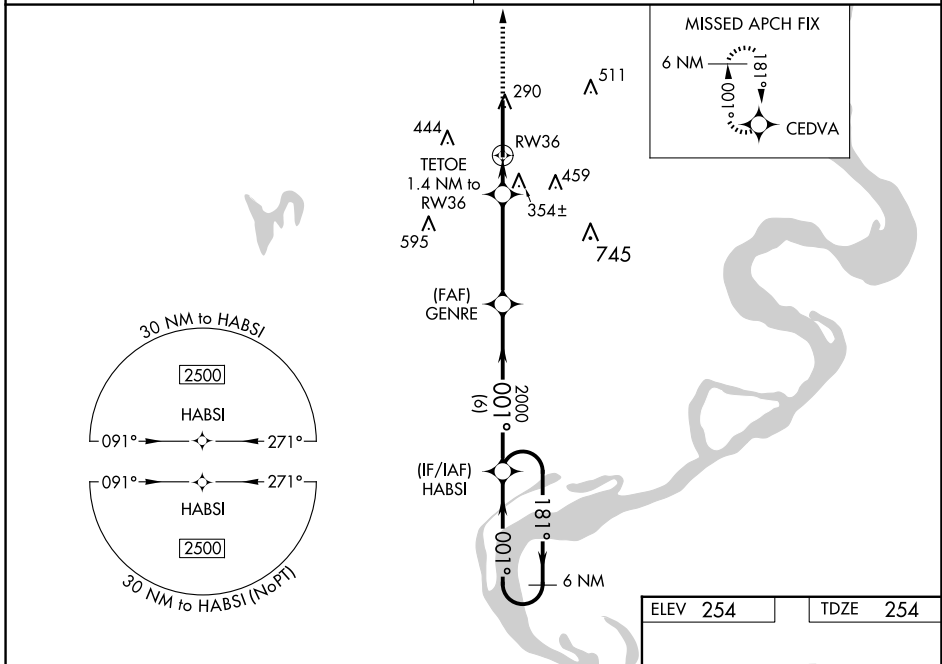 MISSED APCH FIX
6 NM
181°
001°
CEDVA
511
290
444
RW36
TETOE
1.4 NM to
RW36
459
354±
595
745
(FAF)
GENRE
30 NM to HABSI
2500
HABSI
091°
271°
2000
001°
(6)
091°
271°
HABSI
2500
30 NM to HABSI (NoPT)
(IF/IAF)
HABSI
181°
001°
6 NM
ELEV 254
TDZE 254